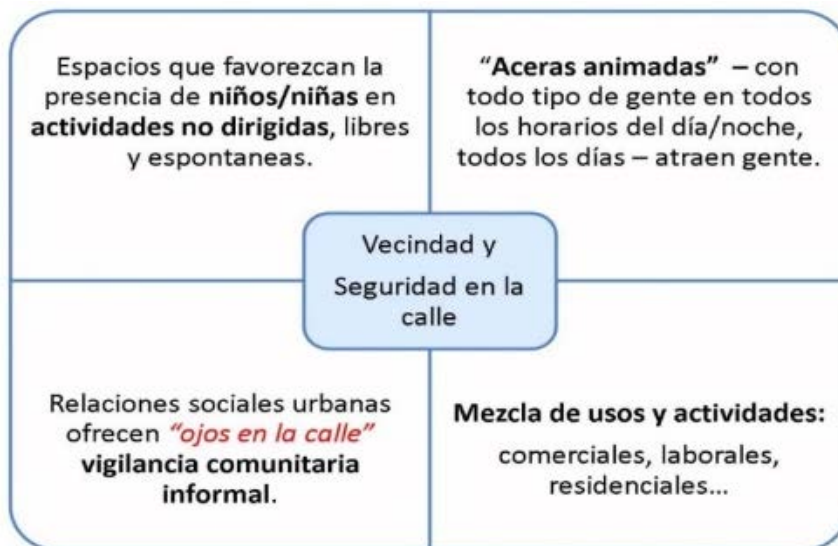 Espacios que favorezcan la
presencia de niños/niñas en
actividades no dirigidas, libres
y espontaneas.
“Aceras animadas” – con
todo tipo de gente en todos
los horarios del día/noche,
todos los días – atraen gente.
Vecindad y
Seguridad en la
calle
Relaciones sociales urbanas
ofrecen “ojos en la calle”
vigilancia comunitaria
informal.
Mezcla de usos y actividades:
comerciales, laborales,
residenciales...